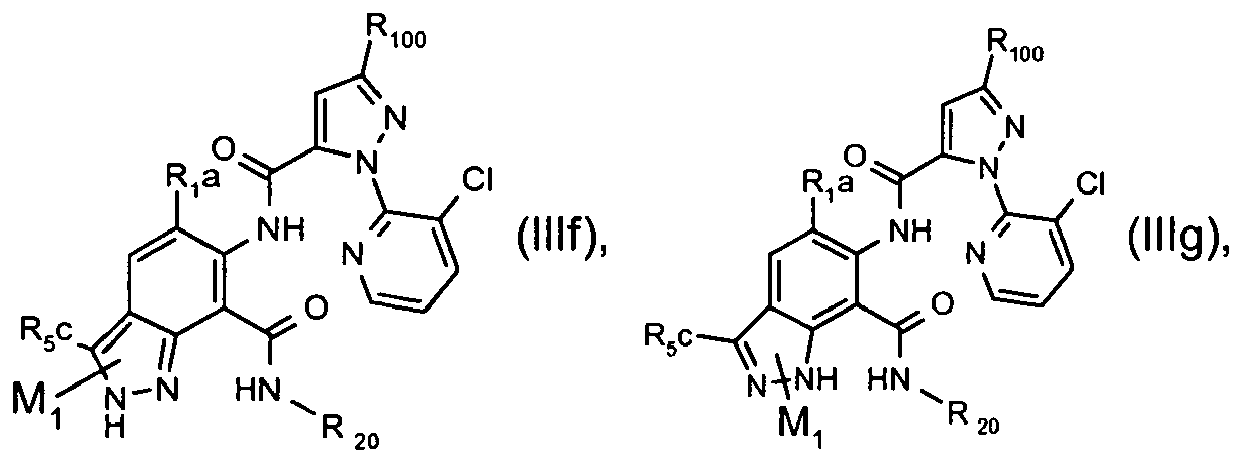 R100
O
R1a
N
N
Cl
NH
N
(IIIf),
O
R5c
M1
N
H
N
HN
R20
R100
O
R1a
N
N
Cl
NH
N
(IIIg),
O
R5c
N
NH
M1
HN
R20